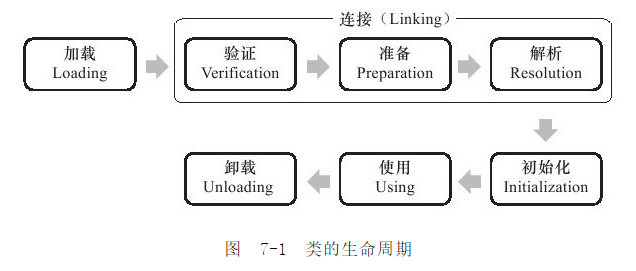 连接（Linking）
加载
Loading
验证
Verification
准备
Preparation
解析
Resolution
初始化
Initialization
使用
Using
卸载
Unloading
图 7-1 类的生命周期